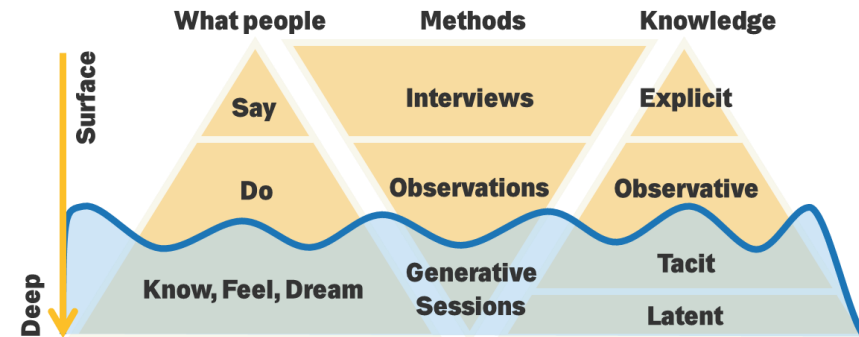 What people
Methods
Knowledge
Surface
Deep
Say
Interviews
Explicit
Do
Observations
Observative
Know, Feel, Dream
Generative
Sessions
Tacit
Latent